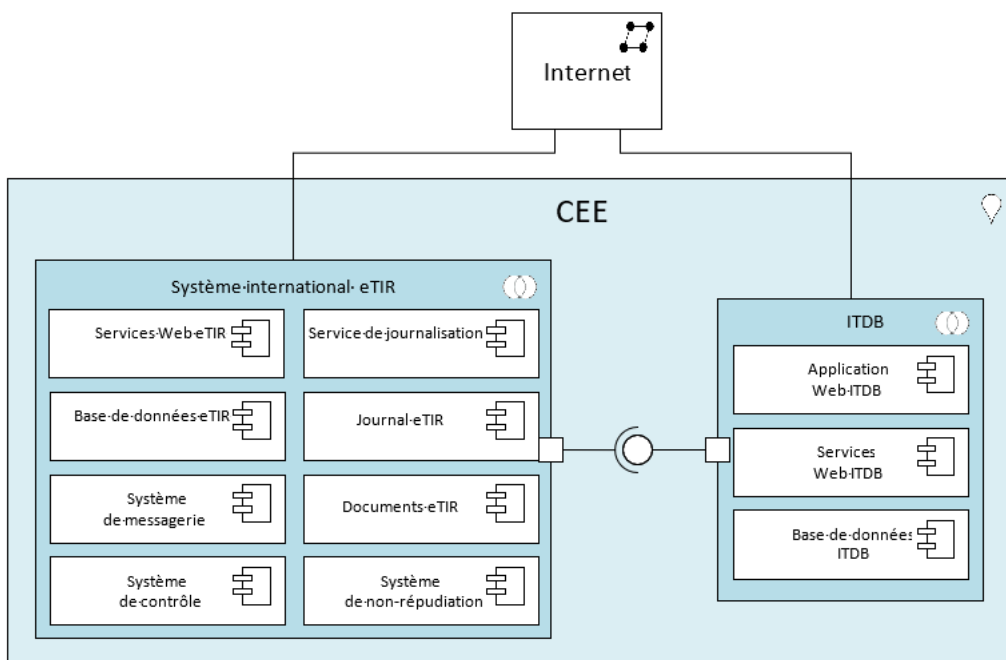 Internet
CEE
Système·international· eTIR
Services·Web·eTIR
Service·de·journalisation
Base·de·données·eTIR
Journal·eTIR
Système
de·messagerie
Documents·eTIR
Système
de·contrôle
Système
de·non-répudiation
ITDB
Application
Web·ITDB
Services
Web·ITDB
Base·de·données
ITDB